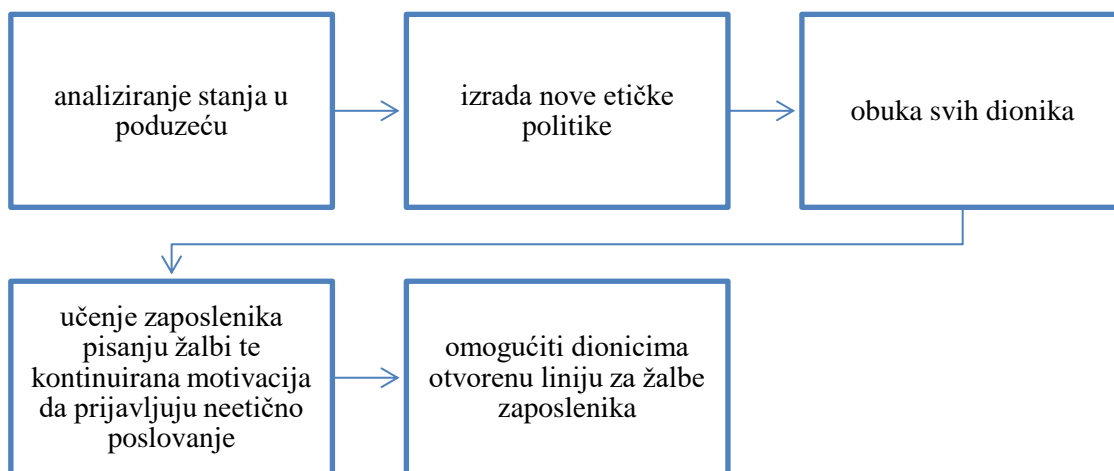 analiziranje stanja u
poduzeću
izrada nove etičke
politike
obuka svih dionika
učenje zaposlenika
pisanju žalbi te
kontinuirana motivacija
da prijavljuju neetično
poslovanje
omogućiti dionicima
otvorenu liniju za žalbe
zaposlenika